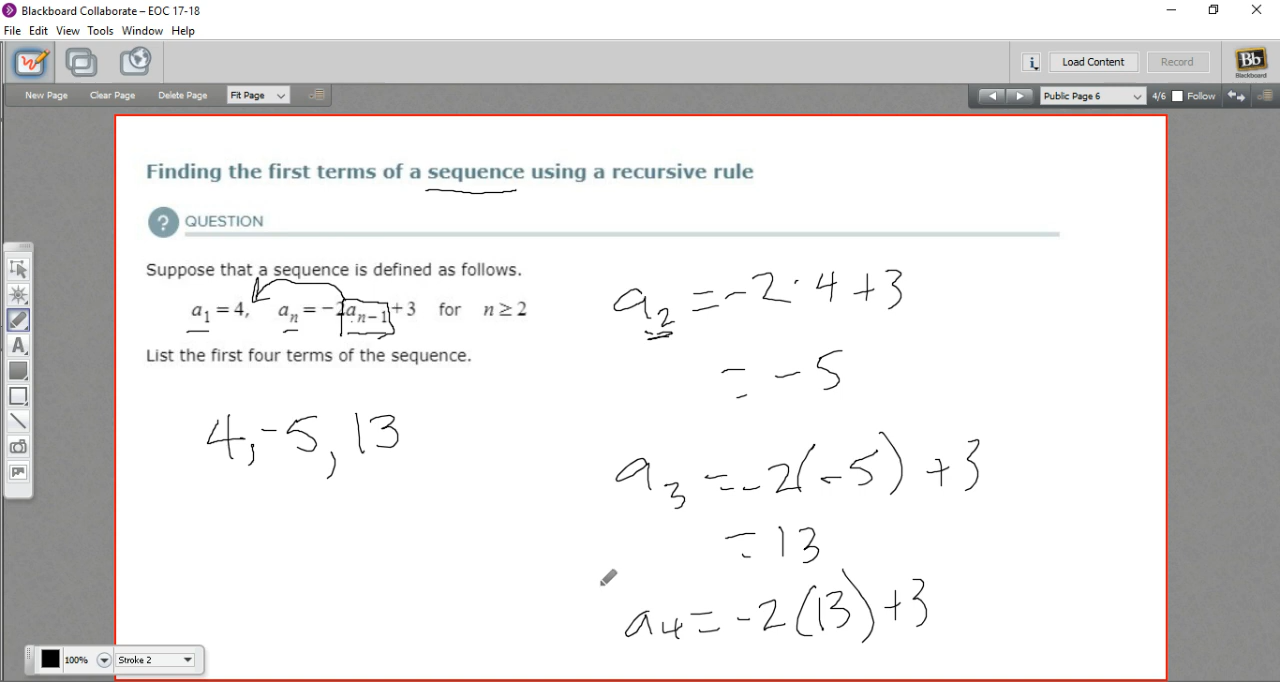 Blackboard Collaborate – EOC 17-18
File Edit View Tools Window Help
Load Content
Record
Bb
Blackboard
New Page Clear Page Delete Page Fit Page
Public Page 6 4/6 Follow
Finding the first terms of a sequence using a recursive rule
? QUESTION
Suppose that a sequence is defined as follows.
a₁ = 4, aₙ = −2aₙ₋₁ + 3 for n ≥ 2
List the first four terms of the sequence.
4, -5, 13
a₂ = -2 · 4 + 3
= -5
a₃ = -2(-5) + 3
= 13
a₄ = -2(13) + 3
A
100% Stroke 2